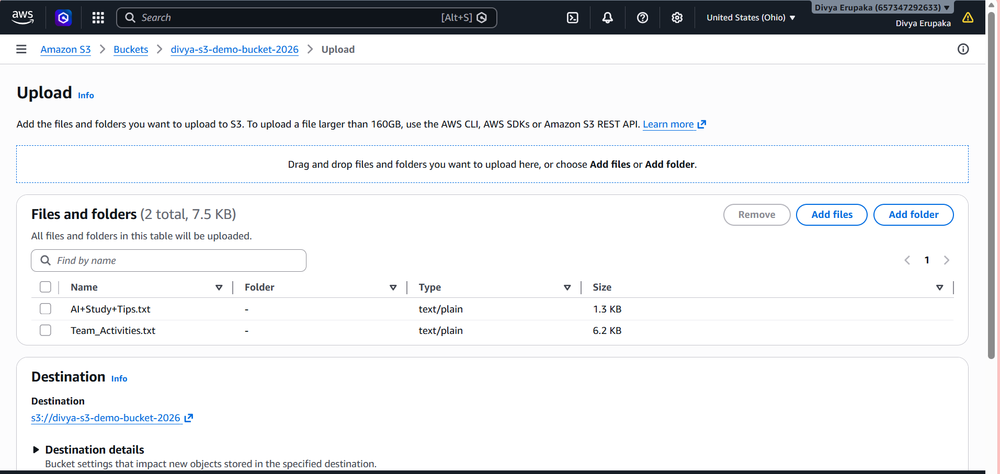 aws
Search [Alt+S]
United States (Ohio)
Divya Erupaka (657347292633)
Divya Erupaka
Amazon S3 > Buckets > divya-s3-demo-bucket-2026 > Upload
Upload Info
Add the files and folders you want to upload to S3. To upload a file larger than 160GB, use the AWS CLI, AWS SDKs or Amazon S3 REST API. Learn more
Drag and drop files and folders you want to upload here, or choose Add files or Add folder.
Files and folders (2 total, 7.5 KB)
Remove
Add files
Add folder
All files and folders in this table will be uploaded.
Find by name
1
Name Folder Type Size
AI+Study+Tips.txt - text/plain 1.3 KB
Team_Activities.txt - text/plain 6.2 KB
Destination Info
Destination
s3://divya-s3-demo-bucket-2026
Destination details
Bucket settings that impact new objects stored in the specified destination.